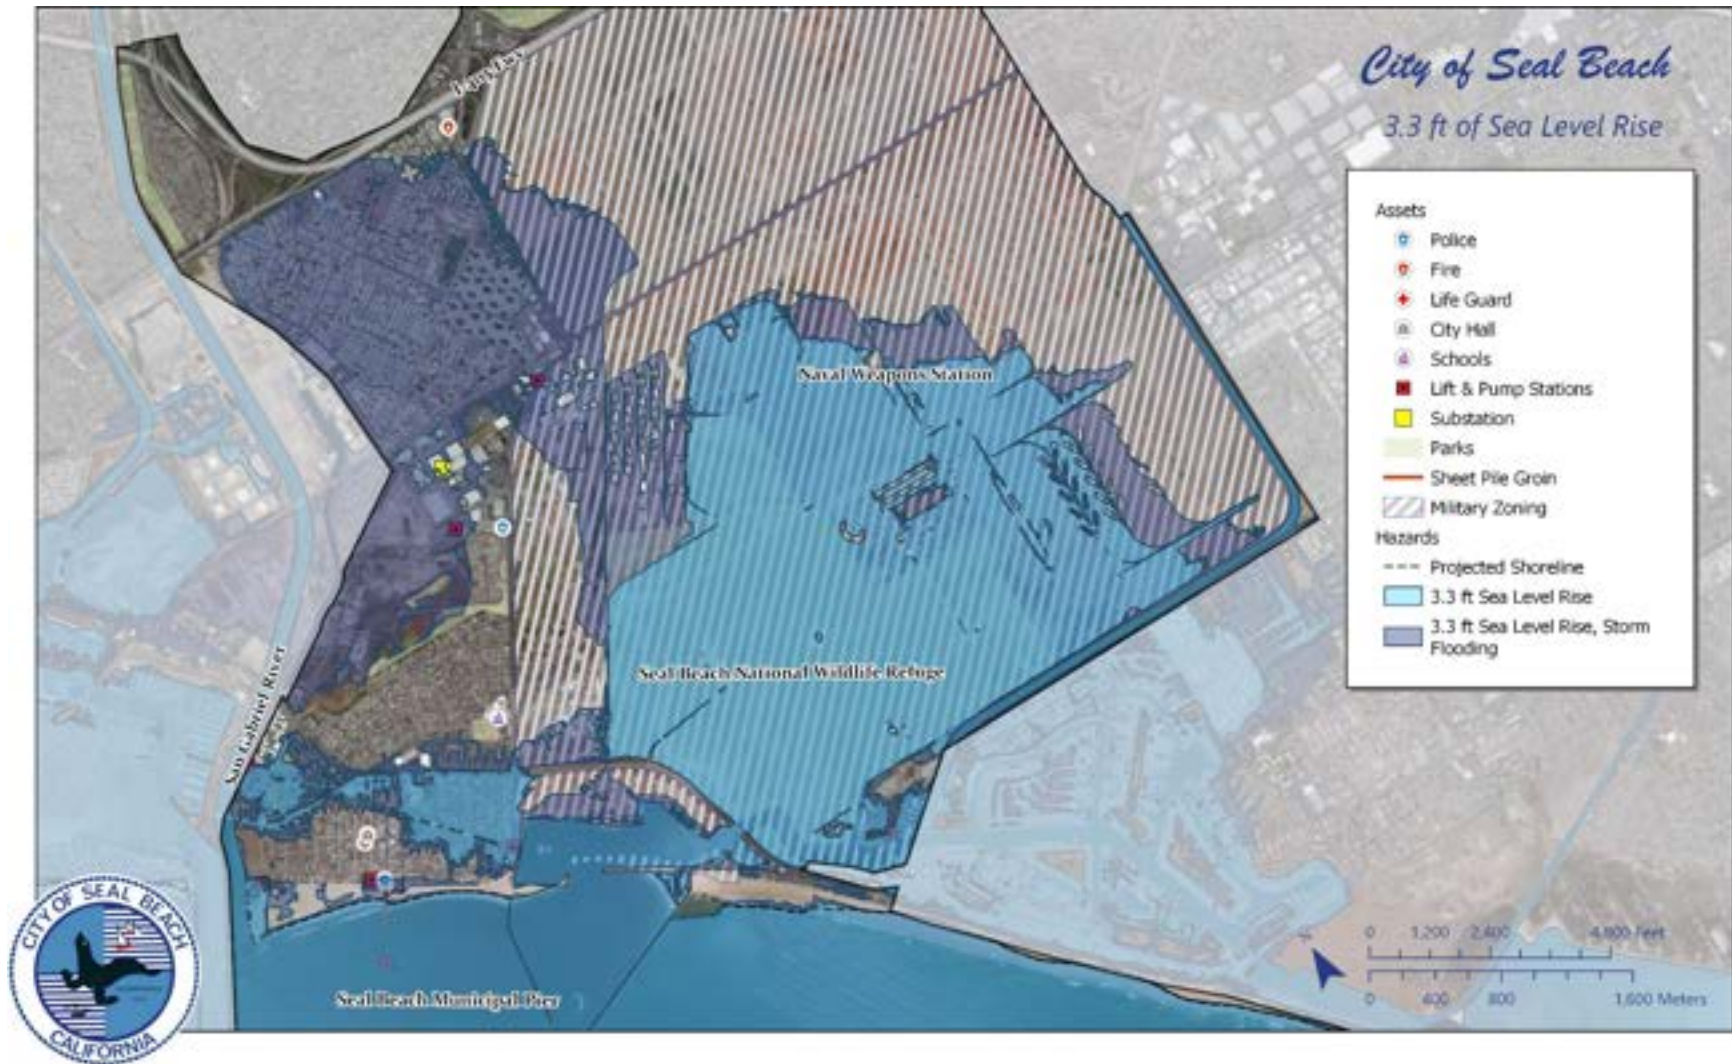 City of Seal Beach
3.3 ft of Sea Level Rise
Assets
Police
Fire
Life Guard
City Hall
Schools
Lift & Pump Stations
Substation
Parks
Sheet Pile Groin
Military Zoning
Hazards
Projected Shoreline
3.3 ft Sea Level Rise
3.3 ft Sea Level Rise, Storm
Flooding
Naval Weapons Station
Seal Beach National Wildlife Refuge
San Gabriel River
Seal Beach Municipal Pier
CITY OF SEAL BEACH
CALIFORNIA
0 1,200 2,400 4,800 Feet
0 400 800 1,600 Meters